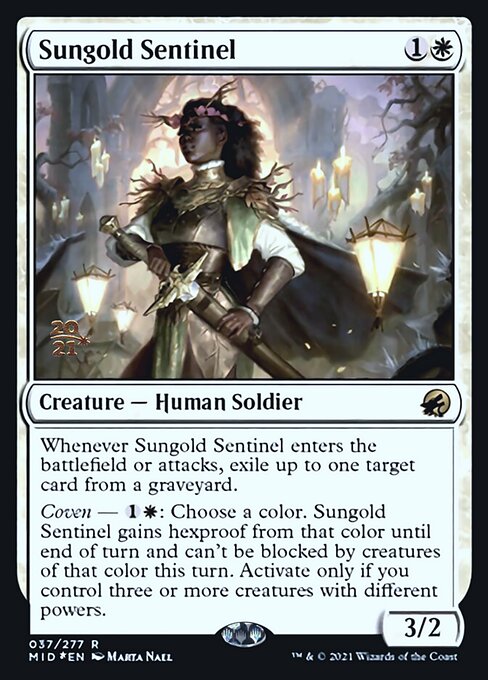 Sungold Sentinel 1
20
21
Creature — Human Soldier
Whenever Sungold Sentinel enters the
battlefield or attacks, exile up to one target
card from a graveyard.
Coven — 1 : Choose a color. Sungold
Sentinel gains hexproof from that color until
end of turn and can't be blocked by creatures
of that color this turn. Activate only if you
control three or more creatures with different
powers.
3/2
037/277 R
MID★EN Marta Nael
™ & © 2021 Wizards of the Coast